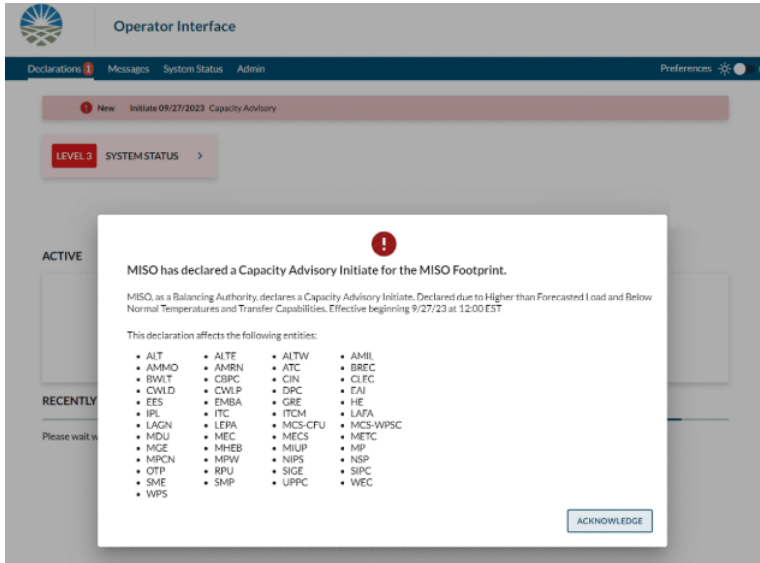 Operator Interface
Declarations 1 Messages System Status Admin Preferences
New Initiate 09/27/2023 Capacity Advisory
LEVEL 3 SYSTEM STATUS >
ACTIVE
MISO has declared a Capacity Advisory Initiate for the MISO Footprint.
MISO, as a Balancing Authority, declares a Capacity Advisory Initiate. Declared due to Higher than Forecasted Load and Below
Normal Temperatures and Transfer Capabilities. Effective beginning 9/27/23 at 12:00 EST
This declaration affects the following entities:
• ALT • ALTE • ALTW • AMIL
• AMMO • AMRN • ATC • BREC
• BWLT • CBPC • CIN • CLEC
• CWLD • CWLP • DPC • EAI
• EES • EMBA • GRE • HE
• IPL • ITC • ITCM • LAFA
• LAGN • LEPA • MCS-CFU • MCS-WPSC
• MDU • MEC • MECS • METC
• MGE • MHEB • MIUP • MP
• MPCN • MPW • NIPS • NSP
• OTP • RPU • SIGE • SIPC
• SME • SMP • UPPC • WEC
• WPS
RECENTLY
Please wait w
ACKNOWLEDGE